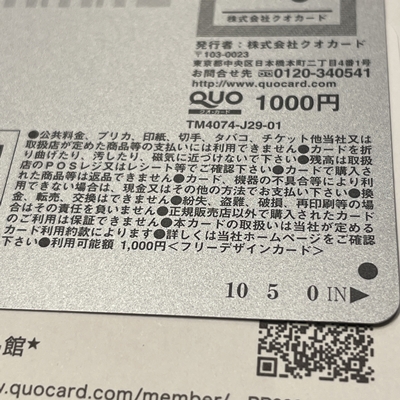 株式会社クオカード
発行者：株式会社クオカード
〒103-0023
東京都中央区日本橋本町二丁目4番1号
お問合せ先 0120-340541
http://www.quocard.com
QUO 1000円
クオ・カード
TM4074-J29-01
●公共料金、プリカ、印紙、切手、タバコ、チケット他当社又は
取扱店が定めた商品等の支払いには利用できません●カードを折
り曲げたり、汚したり、磁気に近づけないで下さい●残高は取扱
店のPOSレジ又はレシート等でご確認下さい●カードで購入さ
れた商品等は返品できません●カード、機器の不具合等により利
用できない場合は、現金又はその他の方法でお支払い下さい●換
金、転売、交換はできません●紛失、盗難、破損、再印刷等の場
合はその責任を負いません●正規販売店以外で購入されたカード
のご利用は保証できません●本カードの取扱いは当社が定める
カード利用約款によります●詳しくは当社ホームページをご確認
下さい●利用可能額 1,000円<フリーデザインカード>
10 5 0 IN▶
館★
w.quocard.com/member/